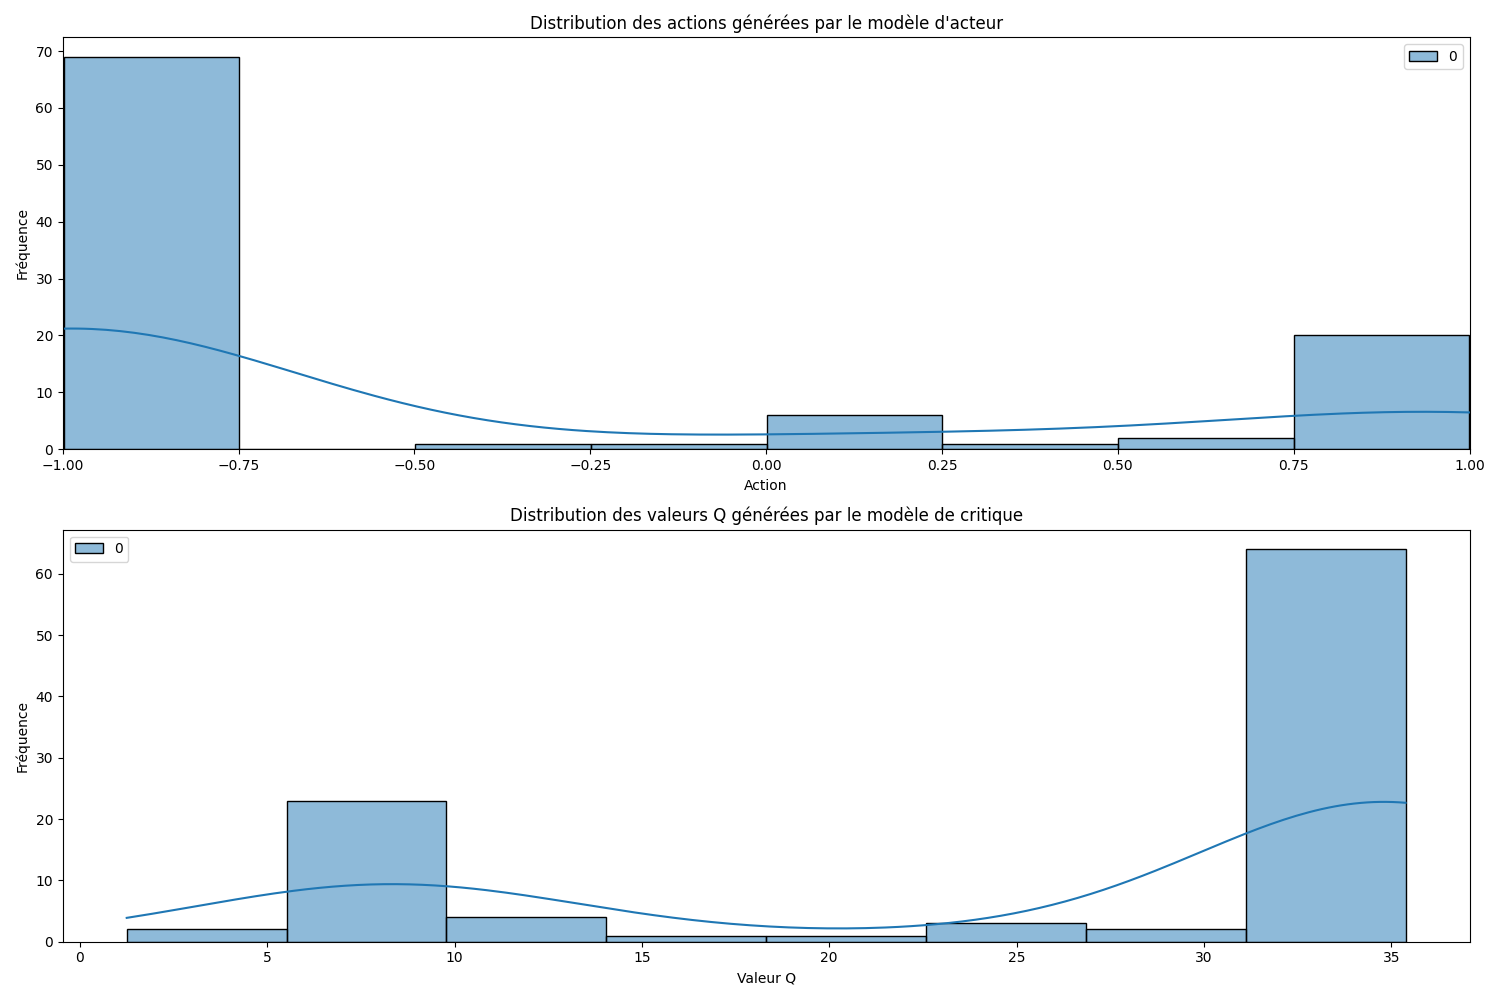 Distribution des actions générées par le modèle d'acteur
0
70
60
50
40
30
20
10
0
Fréquence
−1.00 −0.75 −0.50 −0.25 0.00 0.25 0.50 0.75 1.00
Action
Distribution des valeurs Q générées par le modèle de critique
0
60
50
40
30
20
10
0
Fréquence
0 5 10 15 20 25 30 35
Valeur Q